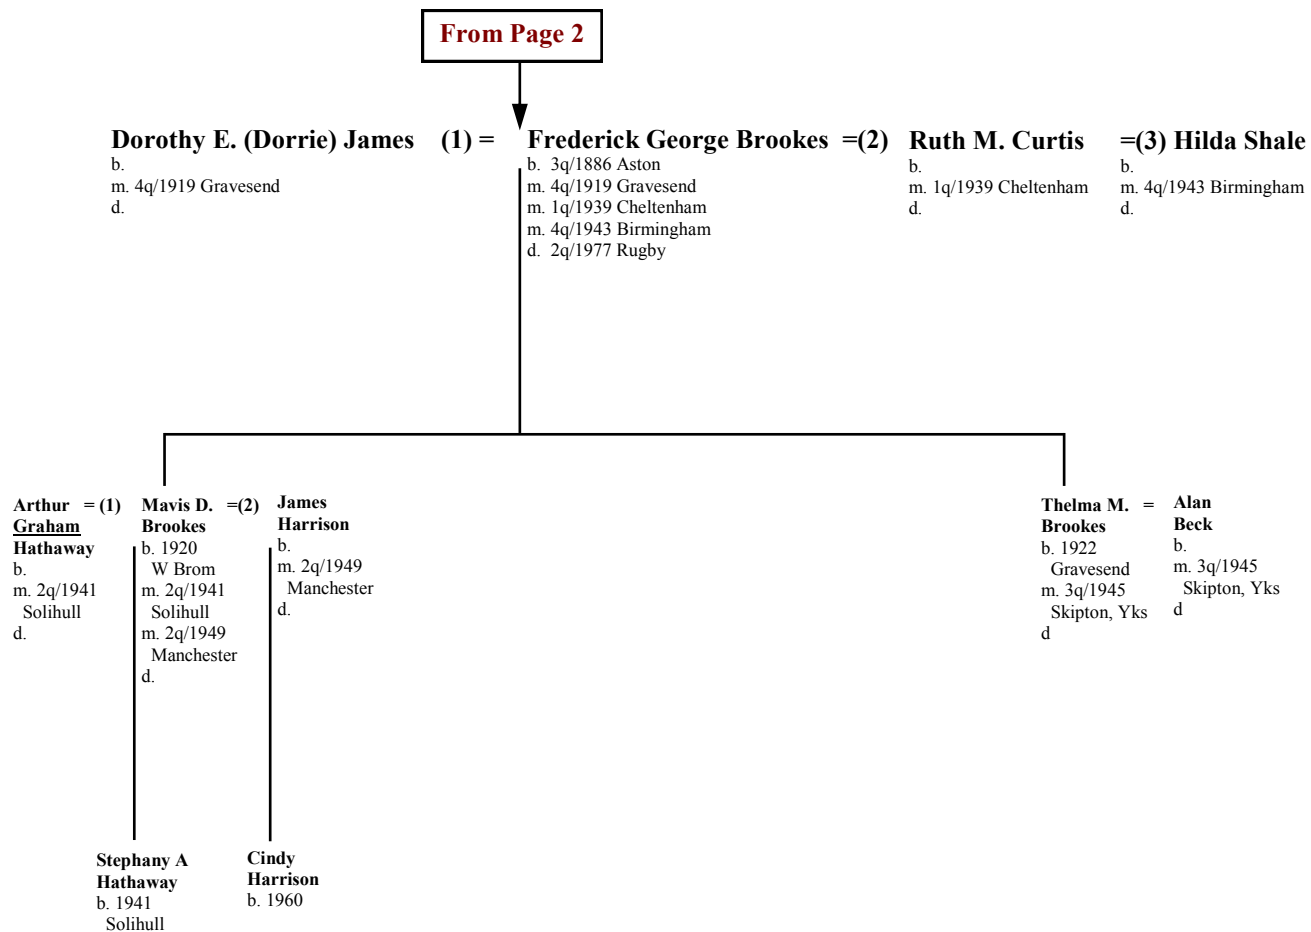 From Page 2
Dorothy E. (Dorrie) James (1) = Frederick George Brookes =(2) Ruth M. Curtis =(3) Hilda Shale
b.
m. 4q/1919 Gravesend
d.
b. 3q/1886 Aston
m. 4q/1919 Gravesend
m. 1q/1939 Cheltenham
m. 4q/1943 Birmingham
d. 2q/1977 Rugby
b.
m. 1q/1939 Cheltenham
d.
b.
m. 4q/1943 Birmingham
d.
Arthur = (1)
Graham
Hathaway
b.
m. 2q/1941
Solihull
d.
Mavis D. =(2)
Brookes
b. 1920
W Brom
m. 2q/1941
Solihull
m. 2q/1949
Manchester
d.
James
Harrison
b.
m. 2q/1949
Manchester
d.
Thelma M. =
Brookes
b. 1922
Gravesend
m. 3q/1945
Skipton, Yks
d
Alan
Beck
b.
m. 3q/1945
Skipton, Yks
d
Stephany A
Hathaway
b. 1941
Solihull
Cindy
Harrison
b. 1960